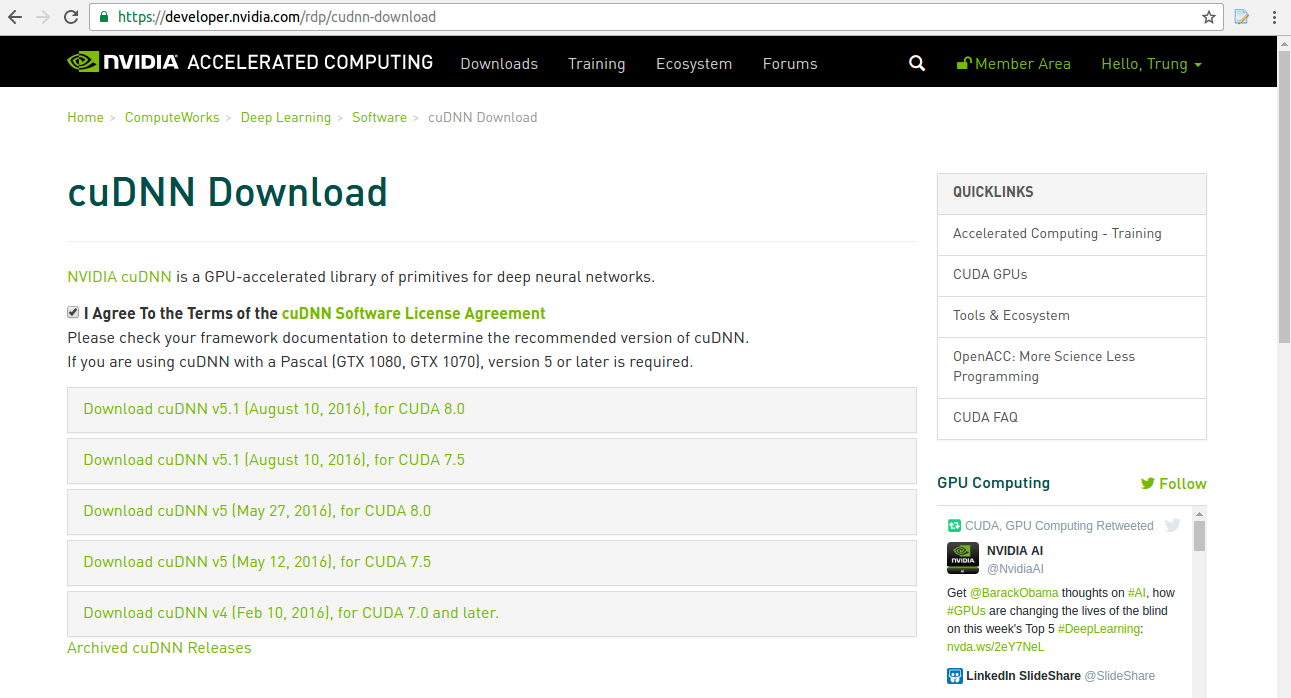 https://developer.nvidia.com/rdp/cudnn-download
NVIDIA ACCELERATED COMPUTING Downloads Training Ecosystem Forums Member Area Hello, Trung
Home > ComputeWorks > Deep Learning > Software > cuDNN Download
cuDNN Download
NVIDIA cuDNN is a GPU-accelerated library of primitives for deep neural networks.
I Agree To the Terms of the cuDNN Software License Agreement
Please check your framework documentation to determine the recommended version of cuDNN.
If you are using cuDNN with a Pascal (GTX 1080, GTX 1070), version 5 or later is required.
Download cuDNN v5.1 (August 10, 2016), for CUDA 8.0
Download cuDNN v5.1 (August 10, 2016), for CUDA 7.5
Download cuDNN v5 (May 27, 2016), for CUDA 8.0
Download cuDNN v5 (May 12, 2016), for CUDA 7.5
Download cuDNN v4 (Feb 10, 2016), for CUDA 7.0 and later.
Archived cuDNN Releases
QUICKLINKS
Accelerated Computing - Training
CUDA GPUs
Tools & Ecosystem
OpenACC: More Science Less
Programming
CUDA FAQ
GPU Computing Follow
CUDA, GPU Computing Retweeted
NVIDIA AI
@NvidiaAI
Get @BarackObama thoughts on #AI, how
#GPUs are changing the lives of the blind
on this week's Top 5 #DeepLearning:
nvda.ws/2eY7NeL
LinkedIn SlideShare @SlideShare